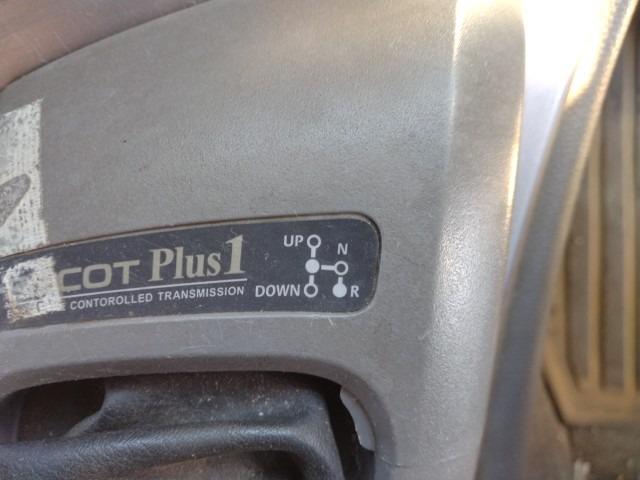 COT Plus1
CONTOROLLED TRANSMISSION
UP
N
DOWN
R